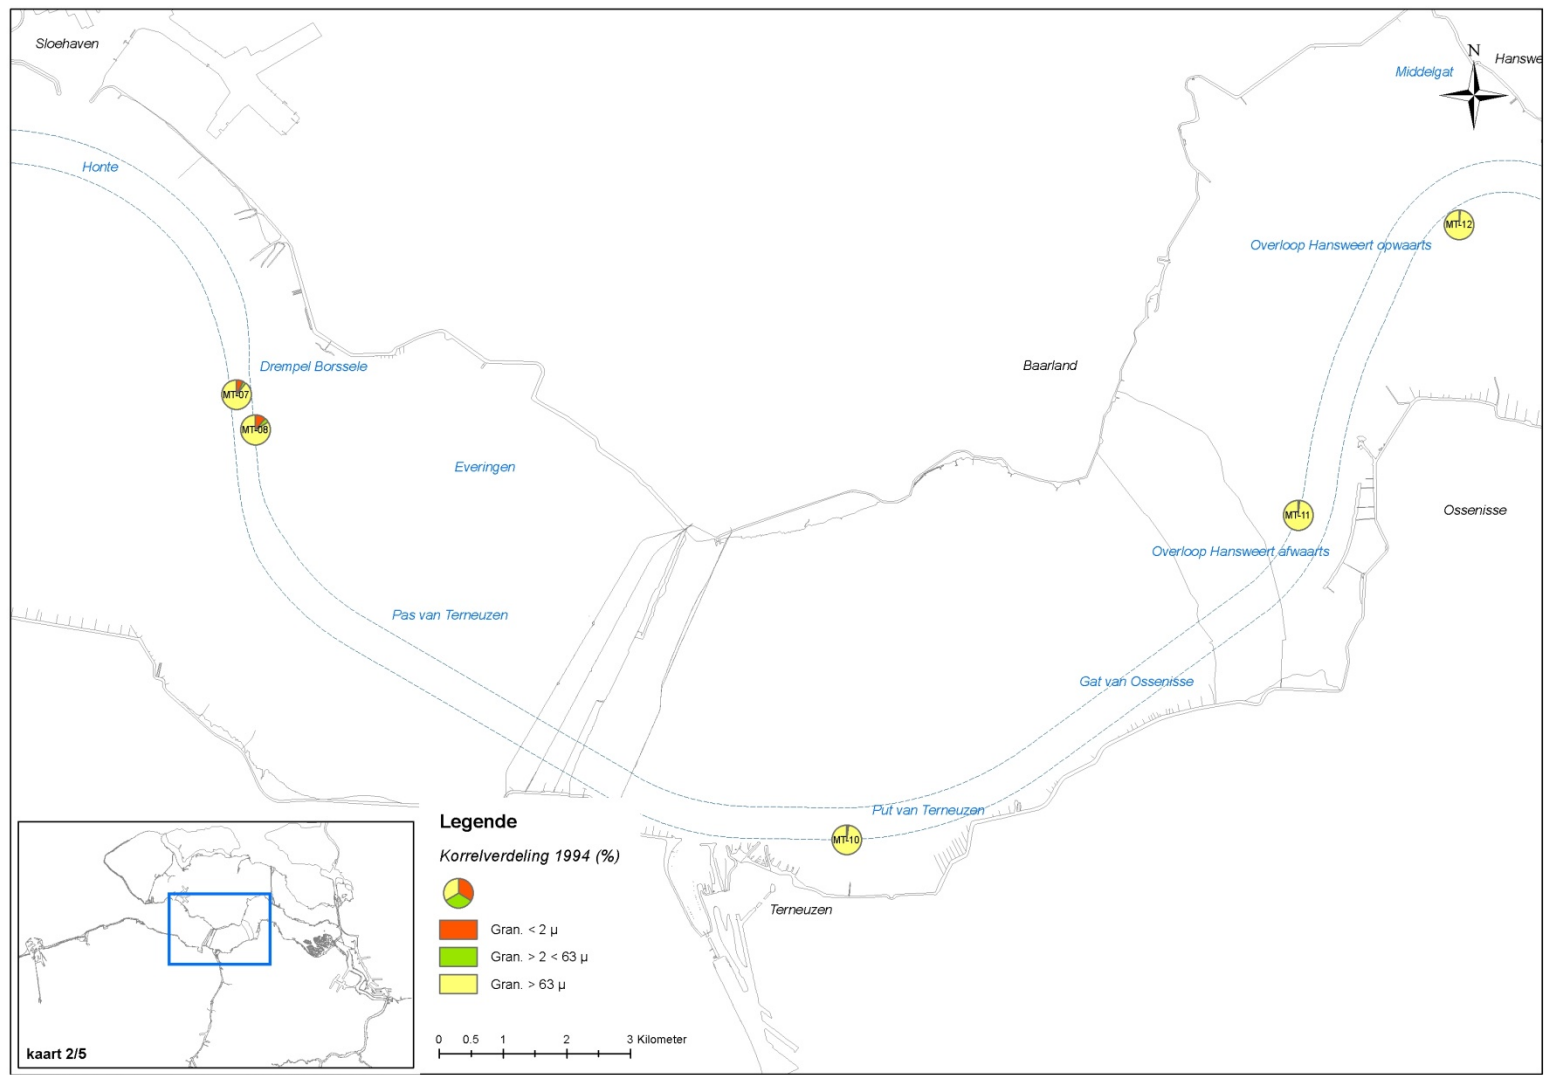 Sloehaven
N
Hanswe
Middelgat
Honte
MT-12
Overloop Hansweert opwaarts
Drempel Borssele
Baarland
MT-07
MT-08
Everingen
Ossenisse
MT-11
Overloop Hansweert afwaarts
Pas van Terneuzen
Gat van Ossenisse
Put van Terneuzen
MT-10
Terneuzen
Legende
Korrelverdeling 1994 (%)
Gran. < 2 µ
Gran. > 2 < 63 µ
Gran. > 63 µ
0 0.5 1 2 3 Kilometer
kaart 2/5